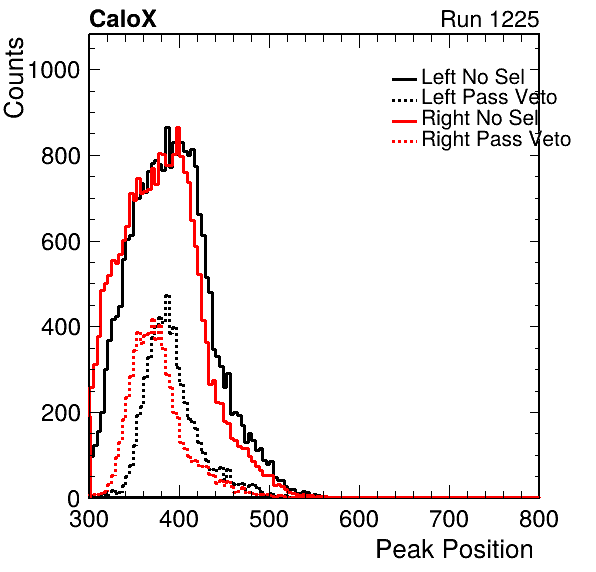 CaloX Run 1225
Counts
1000
800
600
400
200
0
Left No Sel
Left Pass Veto
Right No Sel
Right Pass Veto
300 400 500 600 700 800
Peak Position